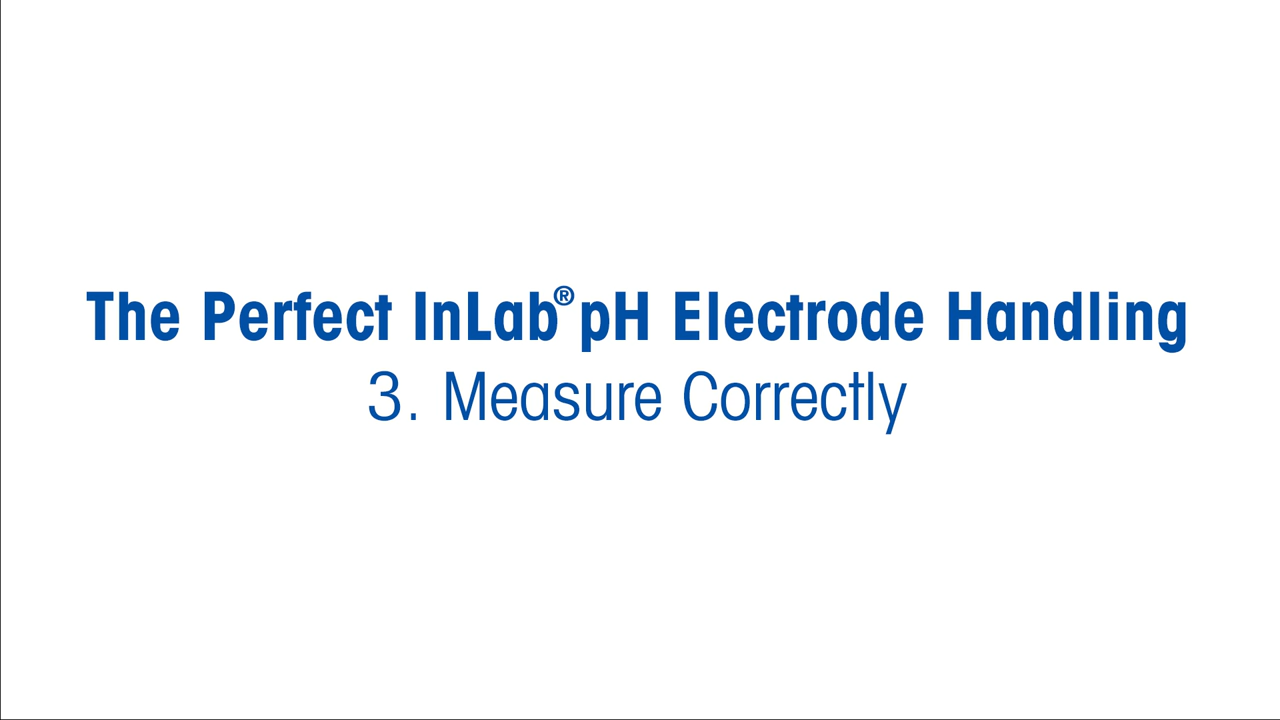 The Perfect InLab® pH Electrode Handling
3. Measure Correctly